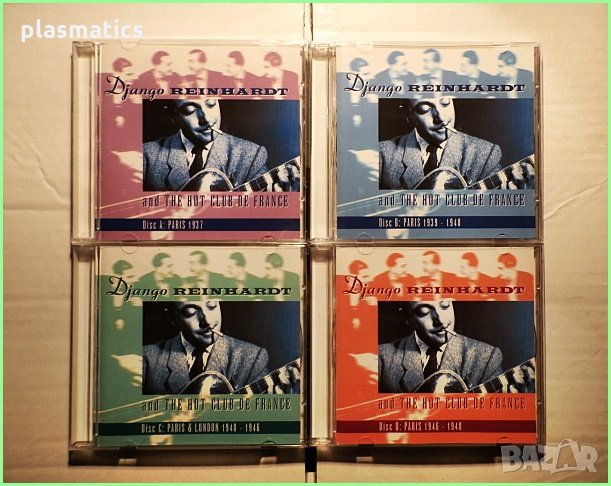 plasmatics
Django REINHARDT
and THE HOT CLUB DE FRANCE
Disc A: PARIS 1937
Django REINHARDT
and THE HOT CLUB DE FRANCE
Disc B: PARIS 1939 - 1940
Django REINHARDT
and THE HOT CLUB DE FRANCE
Disc C: PARIS & LONDON 1940 - 1946
Django REINHARDT
and THE HOT CLUB DE FRANCE
Disc D: PARIS 1946 - 1948
BAZAR